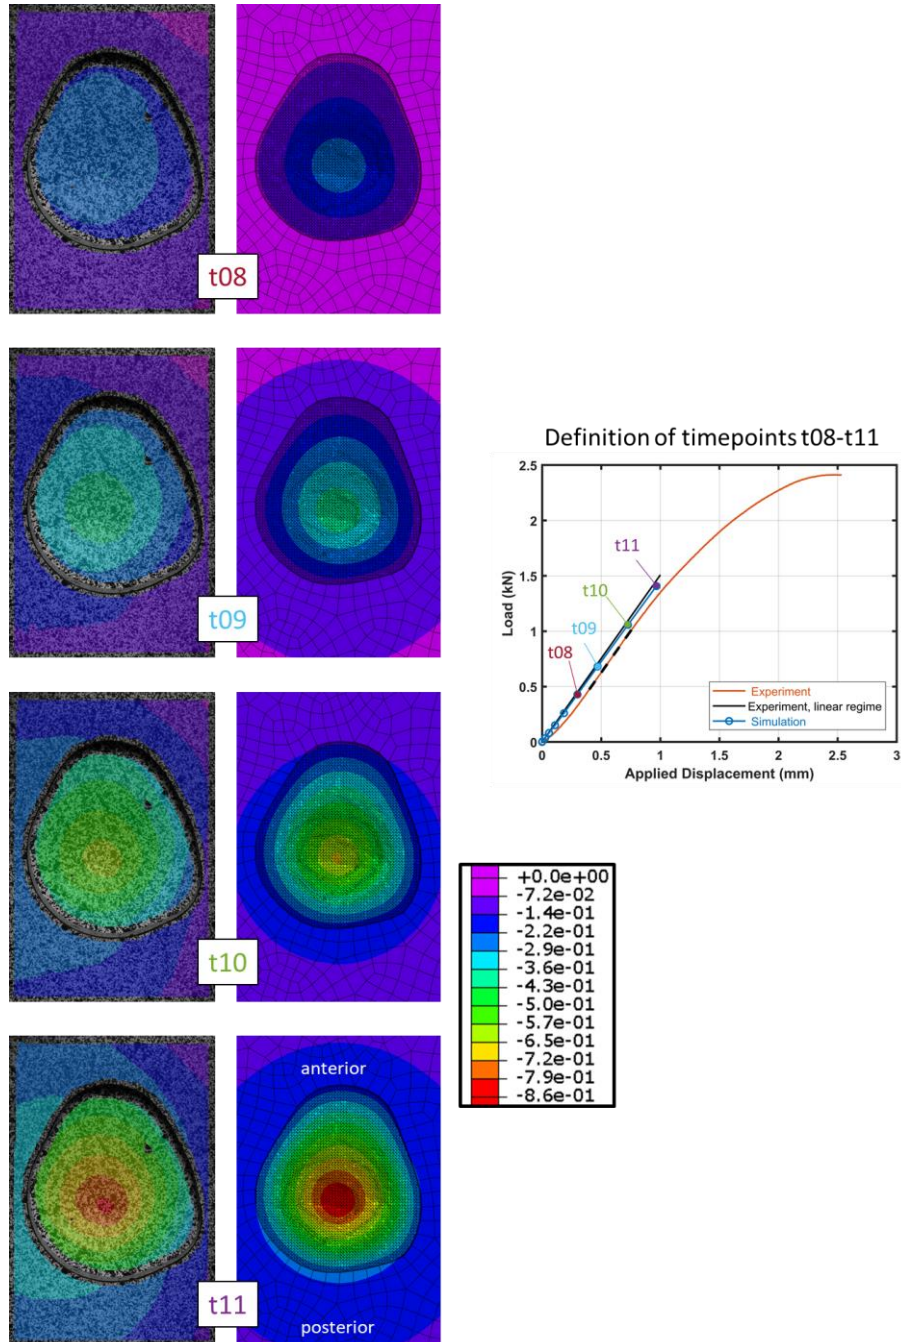 t08
t09
t10
anterior
t11
posterior
Definition of timepoints t08-t11
2.5
2
1.5
1
0.5
0
Load (kN)
t11
t10
t09
t08
Experiment
Experiment, linear regime
Simulation
0 0.5 1 1.5 2 2.5 3
Applied Displacement (mm)
+0.0e+00
-7.2e-02
-1.4e-01
-2.2e-01
-2.9e-01
-3.6e-01
-4.3e-01
-5.0e-01
-5.7e-01
-6.5e-01
-7.2e-01
-7.9e-01
-8.6e-01